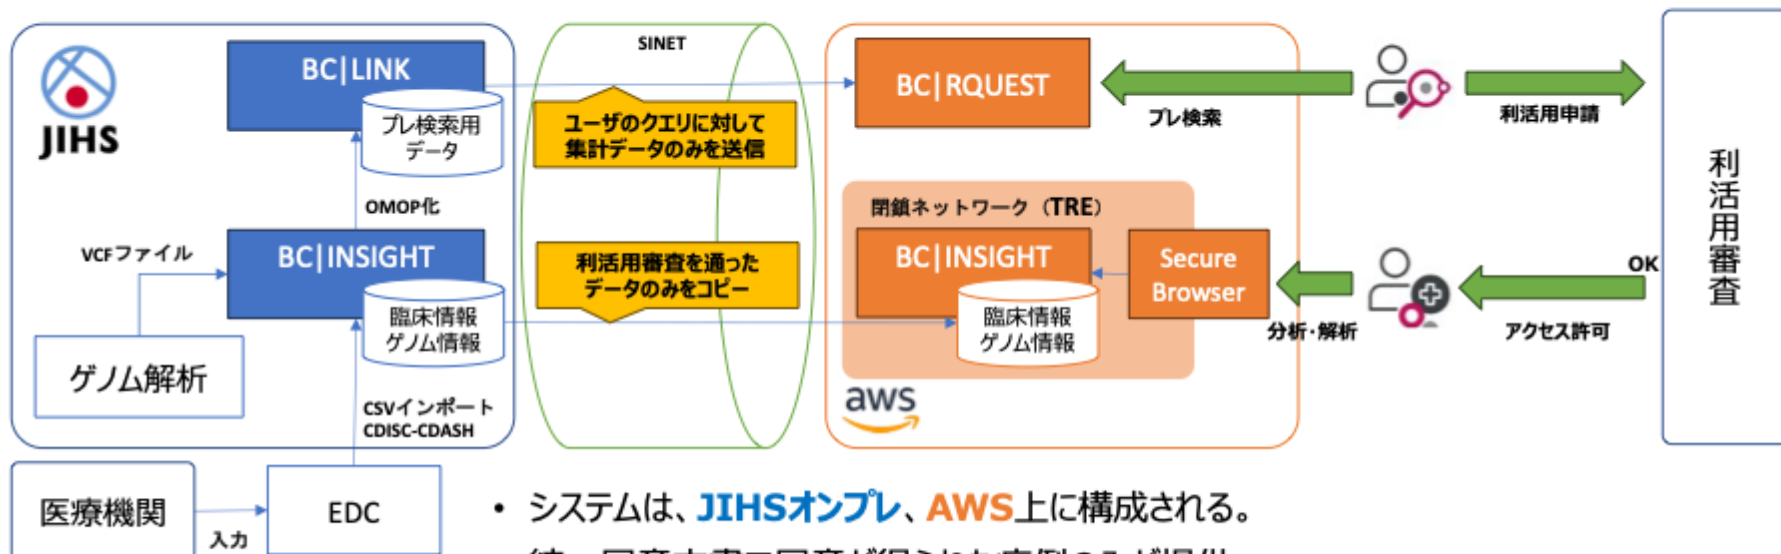 JIHS
BC|LINK
プレ検索用
データ
OMOP化
VCFファイル
BC|INSIGHT
臨床情報
ゲノム情報
ゲノム解析
CSVインポート
CDISC-CDASH
医療機関
入力
EDC
SINET
ユーザのクエリに対して
集計データのみを送信
利活用審査を通った
データのみをコピー
BC|RQUEST
閉鎖ネットワーク（TRE）
BC|INSIGHT
臨床情報
ゲノム情報
Secure
Browser
aws
プレ検索
利活用申請
分析・解析
アクセス許可
OK
利活用審査
• システムは、JIHSオンプレ、AWS上に構成される。